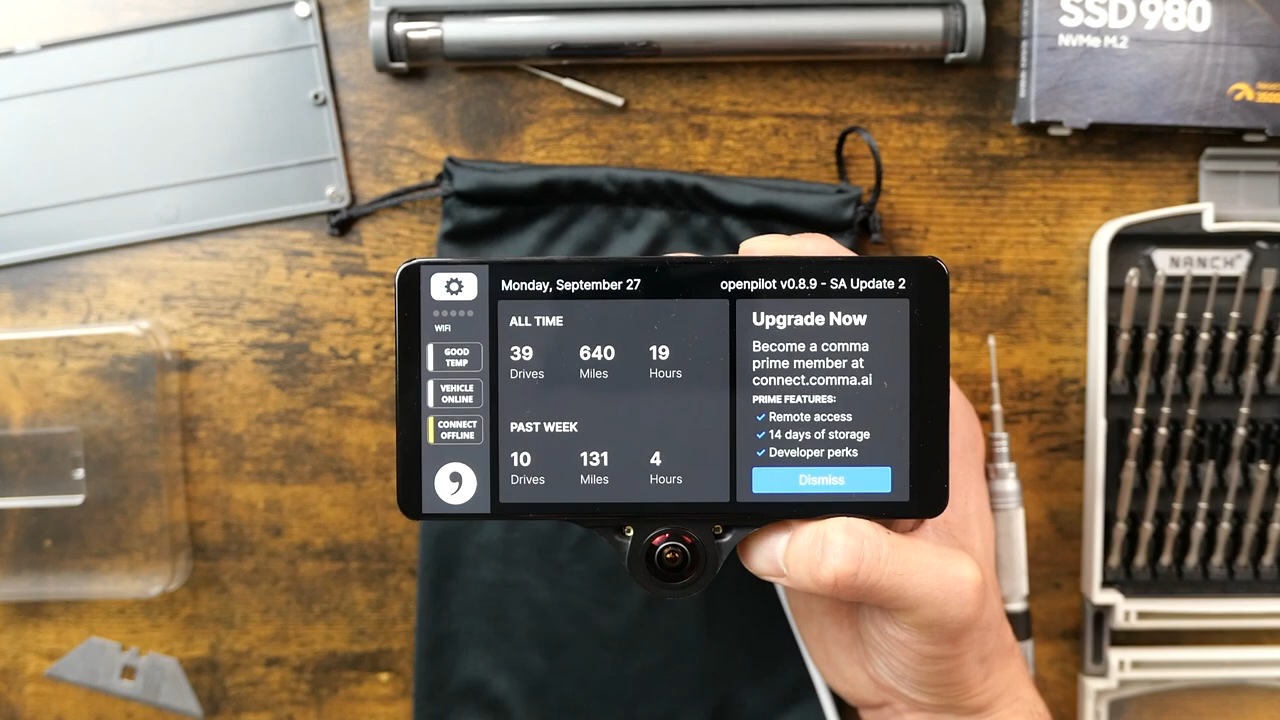 SSD 980
NVMe M.2
NANCH
Monday, September 27
openpilot v0.8.9 - SA Update 2
WiFi
GOOD
TEMP
VEHICLE
ONLINE
CONNECT
OFFLINE
ALL TIME
39 640 19
Drives Miles Hours
PAST WEEK
10 131 4
Drives Miles Hours
Upgrade Now
Become a comma
prime member at
connect.comma.ai
PRIME FEATURES:
Remote access
14 days of storage
Developer perks
Dismiss